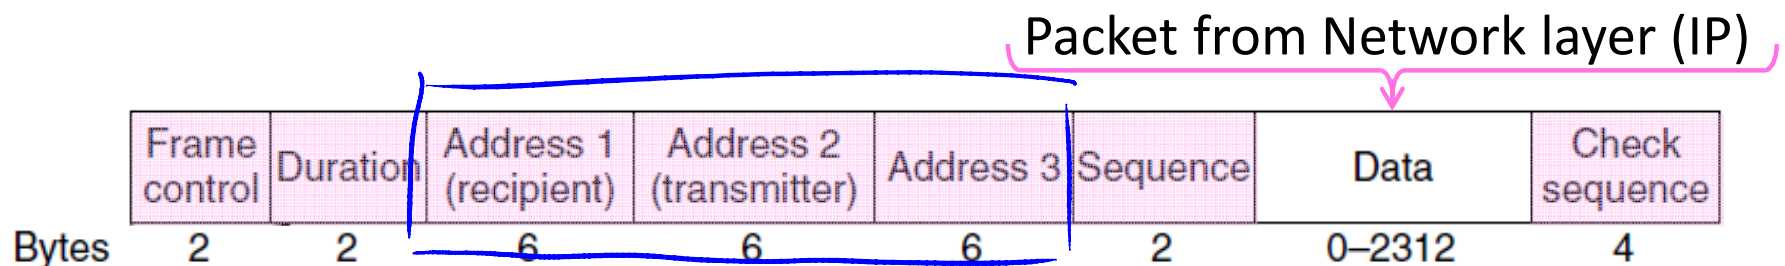 Packet from Network layer (IP)
Frame control Duration Address 1 (recipient) Address 2 (transmitter) Address 3 Sequence Data Check sequence
Bytes 2 2 6 6 6 2 0–2312 4